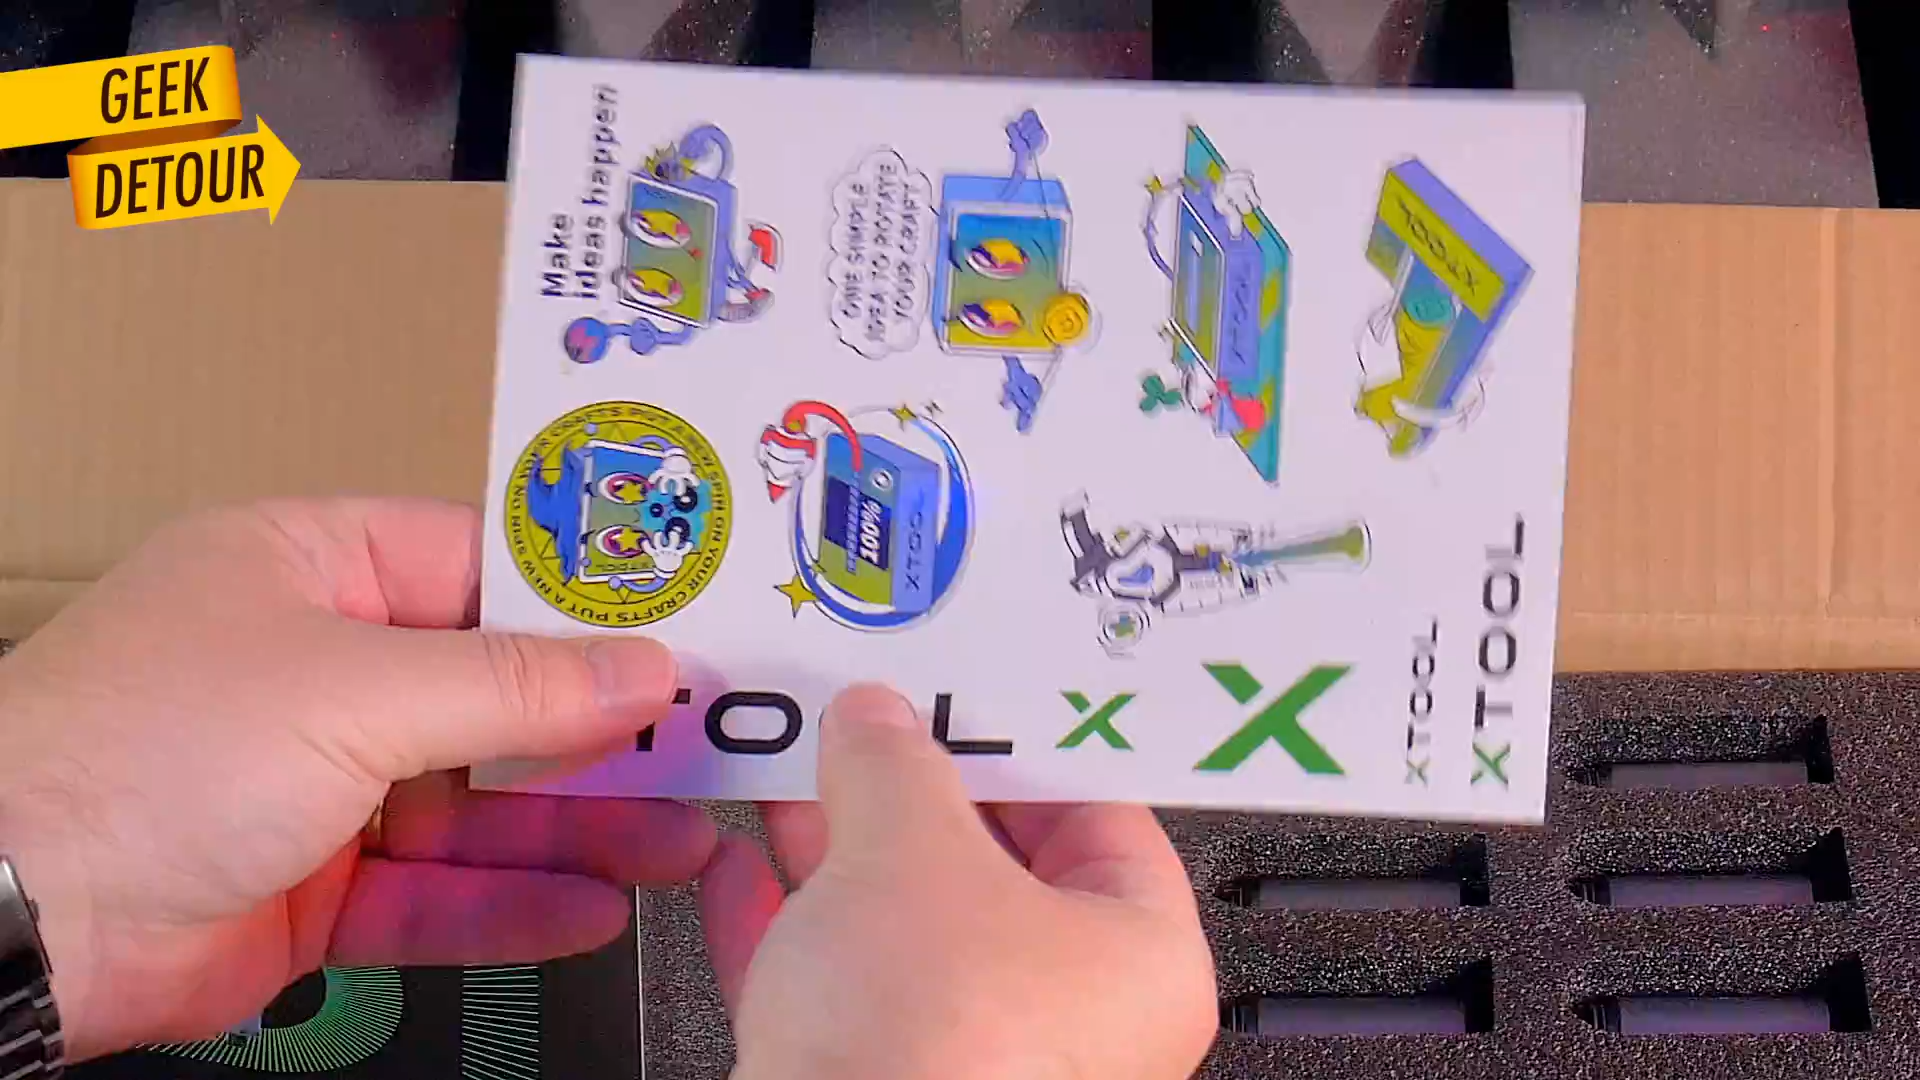 GEEK
DETOUR
Make
ideas happen
ONE SIMPLE
IDEA TO ROTATE
YOUR CRAFT
XTOOL
XTOOL
PUT A NEW SPIN ON YOUR CRAFTS
100%
XTOOL
TOOL
XTOOL
XTOOL